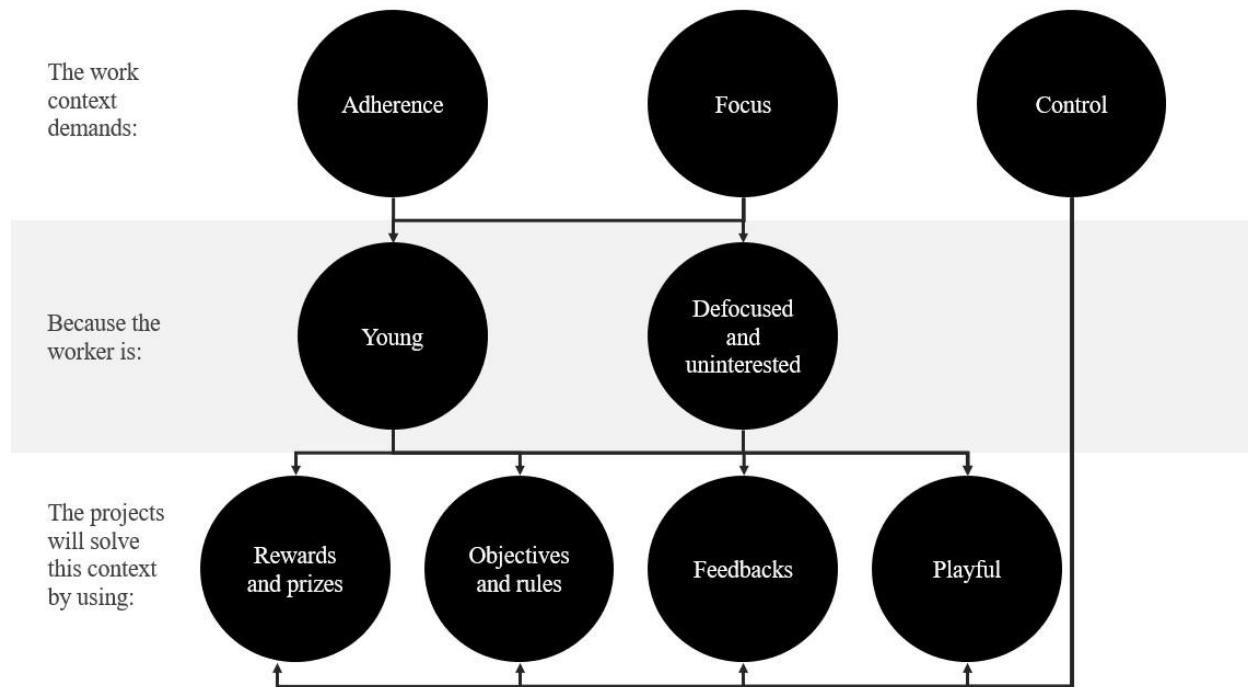 The work
context
demands:
Adherence
Focus
Control
Because the
worker is:
Young
Defocused
and
uninterested
The projects
will solve
this context
by using:
Rewards
and prizes
Objectives
and rules
Feedbacks
Playful